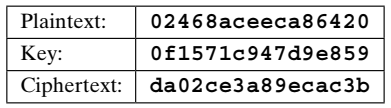 Plaintext: 02468aceeca86420
Key: 0f1571c947d9e859
Ciphertext: da02ce3a89ecac3b